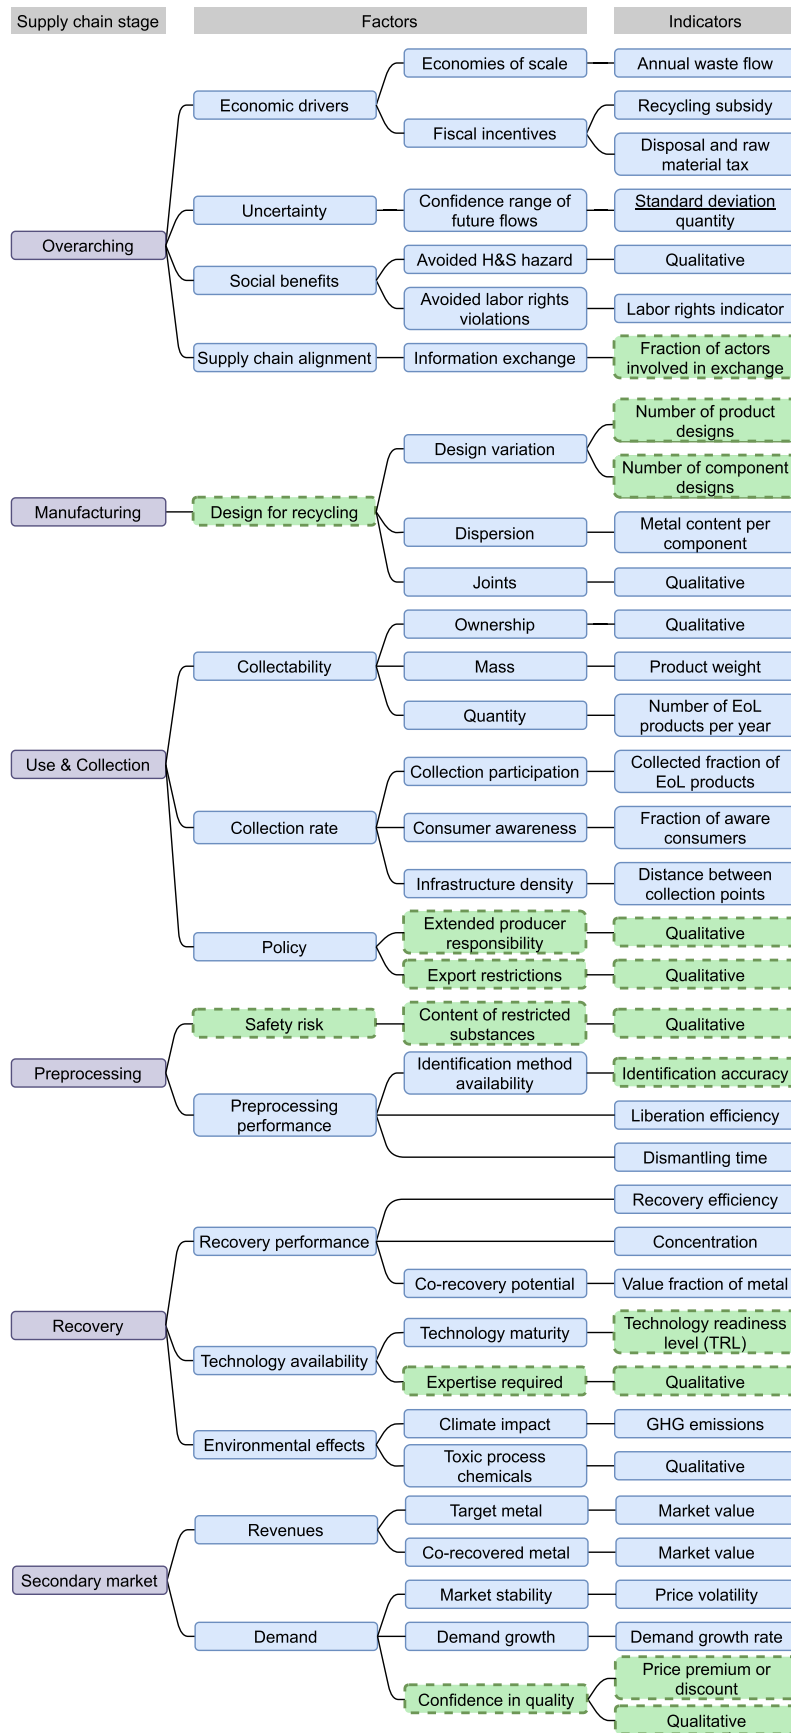 Supply chain stage
Factors
Indicators
Economies of scale
Annual waste flow
Economic drivers
Recycling subsidy
Fiscal incentives
Disposal and raw
material tax
Uncertainty
Confidence range of
future flows
Standard deviation
quantity
Overarching
Avoided H&S hazard
Qualitative
Social benefits
Avoided labor rights
violations
Labor rights indicator
Supply chain alignment
Information exchange
Fraction of actors
involved in exchange
Number of product
designs
Design variation
Number of component
designs
Manufacturing
Design for recycling
Dispersion
Metal content per
component
Joints
Qualitative
Ownership
Qualitative
Collectability
Mass
Product weight
Quantity
Number of EoL
products per year
Use & Collection
Collection participation
Collected fraction of
EoL products
Collection rate
Consumer awareness
Fraction of aware
consumers
Infrastructure density
Distance between
collection points
Extended producer
responsibility
Qualitative
Policy
Export restrictions
Qualitative
Safety risk
Content of restricted
substances
Qualitative
Preprocessing
Identification method
availability
Identification accuracy
Preprocessing
performance
Liberation efficiency
Dismantling time
Recovery efficiency
Recovery performance
Concentration
Co-recovery potential
Value fraction of metal
Recovery
Technology maturity
Technology readiness
level (TRL)
Technology availability
Expertise required
Qualitative
Climate impact
GHG emissions
Environmental effects
Toxic process
chemicals
Qualitative
Target metal
Market value
Revenues
Co-recovered metal
Market value
Secondary market
Market stability
Price volatility
Demand
Demand growth
Demand growth rate
Price premium or
discount
Confidence in quality
Qualitative